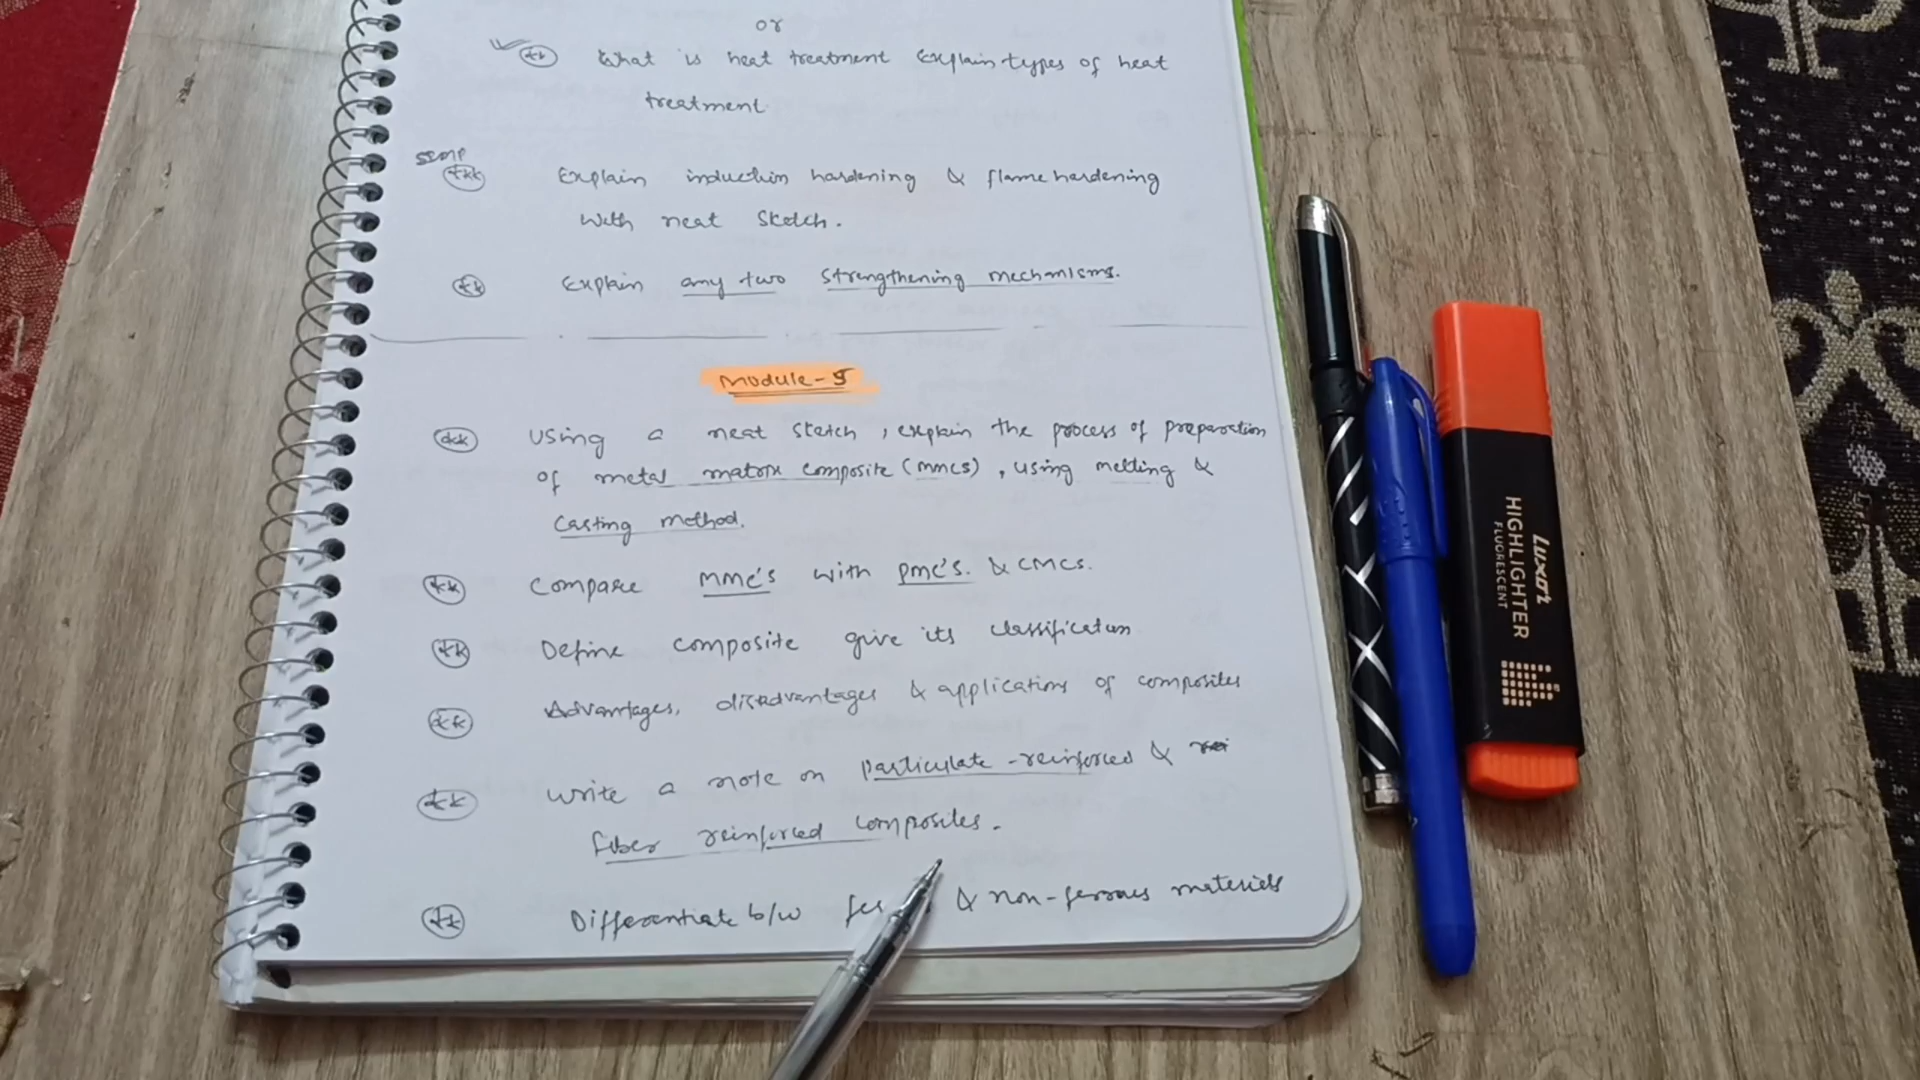 or
What is heat treatment Explain types of heat
treatment
Explain induction hardening & flame hardening
with neat sketch.
Explain any two strengthening mechanisms.
Module-5
Using a neat sketch, explain the process of preparation
of metal matrix composite (MMCs), using melting &
casting method.
Compare MMC's with PMC's. & CMCs.
Define composite give its classification
Advantages, disadvantages & applications of composites
Write a note on particulate-reinforced &
fiber reinforced composites.
Differentiate b/w & non-ferrous materials
Luxor
HIGHLIGHTER
FLUORESCENT